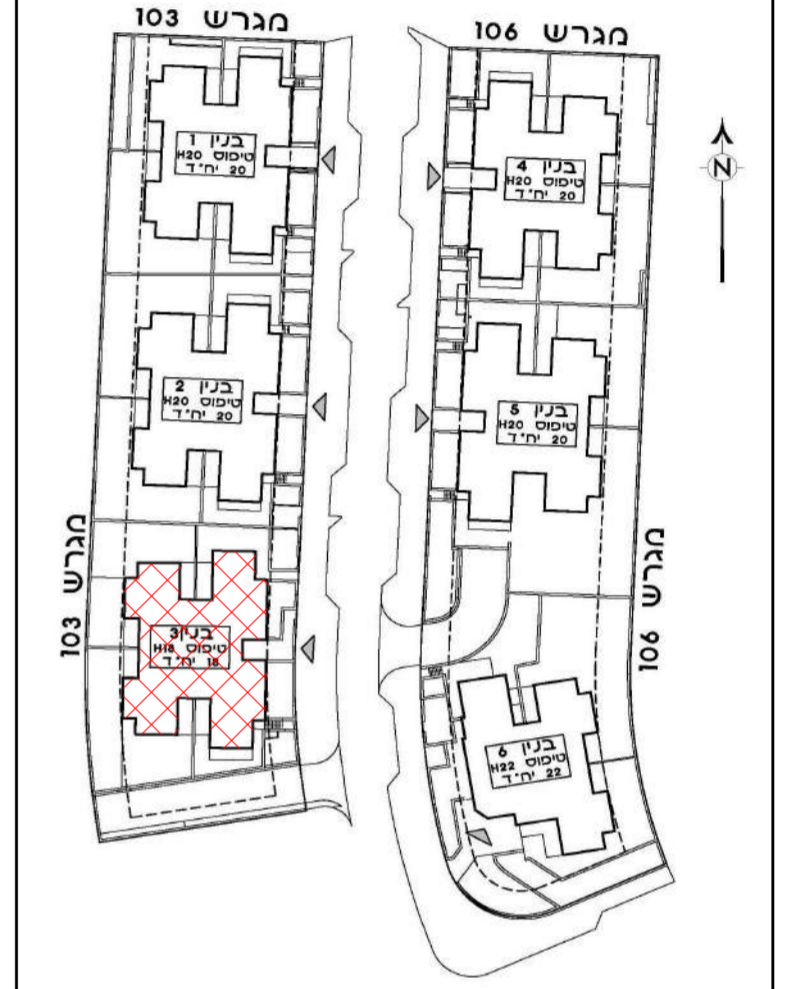 מגרש 103
מגרש 106
בנין 1
טיפוס H20
20 יח"ד
בנין 4
טיפוס H20
20 יח"ד
N
בנין 2
טיפוס H20
20 יח"ד
בנין 5
טיפוס H20
20 יח"ד
מגרש 103
בנין 3
טיפוס H18
18 יח"ד
מגרש 106
בנין 6
טיפוס H22
22 יח"ד